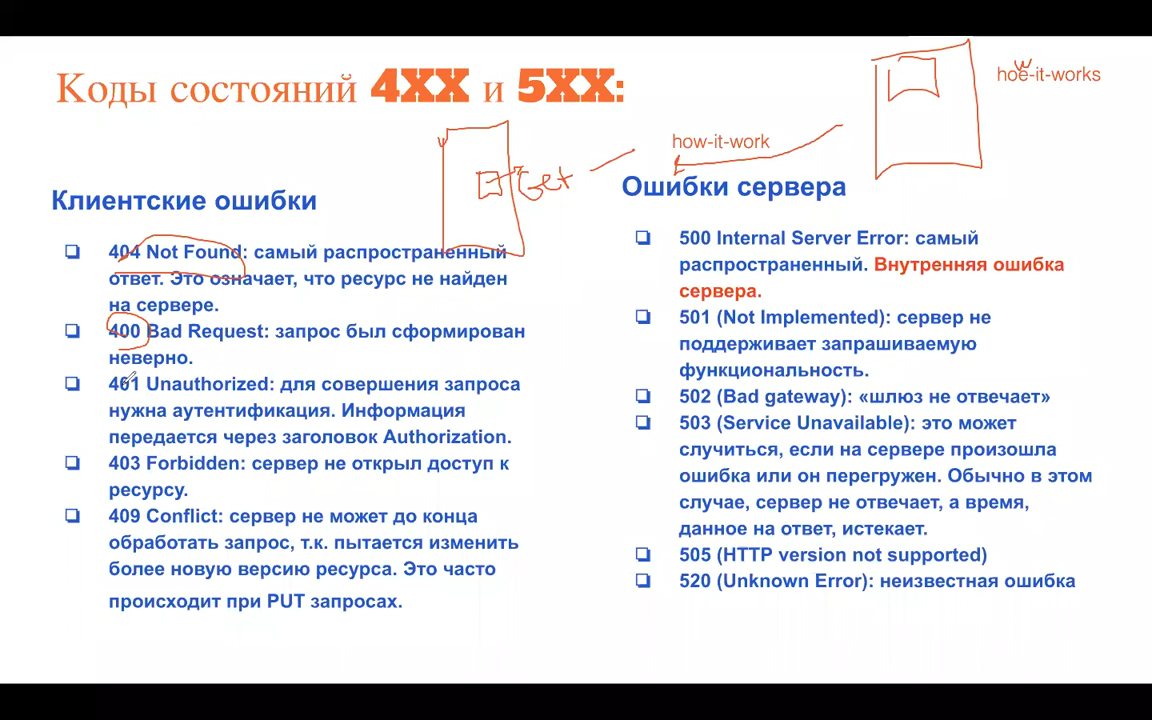 Коды состояний 4XX и 5XX:
hoe-it-works
w
how-it-work
Get
Клиентские ошибки
404 Not Found: самый распространенный
ответ. Это означает, что ресурс не найден
на сервере.
400 Bad Request: запрос был сформирован
неверно.
401 Unauthorized: для совершения запроса
нужна аутентификация. Информация
передается через заголовок Authorization.
403 Forbidden: сервер не открыл доступ к
ресурсу.
409 Conflict: сервер не может до конца
обработать запрос, т.к. пытается изменить
более новую версию ресурса. Это часто
происходит при PUT запросах.
Ошибки сервера
500 Internal Server Error: самый
распространенный. Внутренняя ошибка
сервера.
501 (Not Implemented): сервер не
поддерживает запрашиваемую
функциональность.
502 (Bad gateway): «шлюз не отвечает»
503 (Service Unavailable): это может
случиться, если на сервере произошла
ошибка или он перегружен. Обычно в этом
случае, сервер не отвечает, а время,
данное на ответ, истекает.
505 (HTTP version not supported)
520 (Unknown Error): неизвестная ошибка